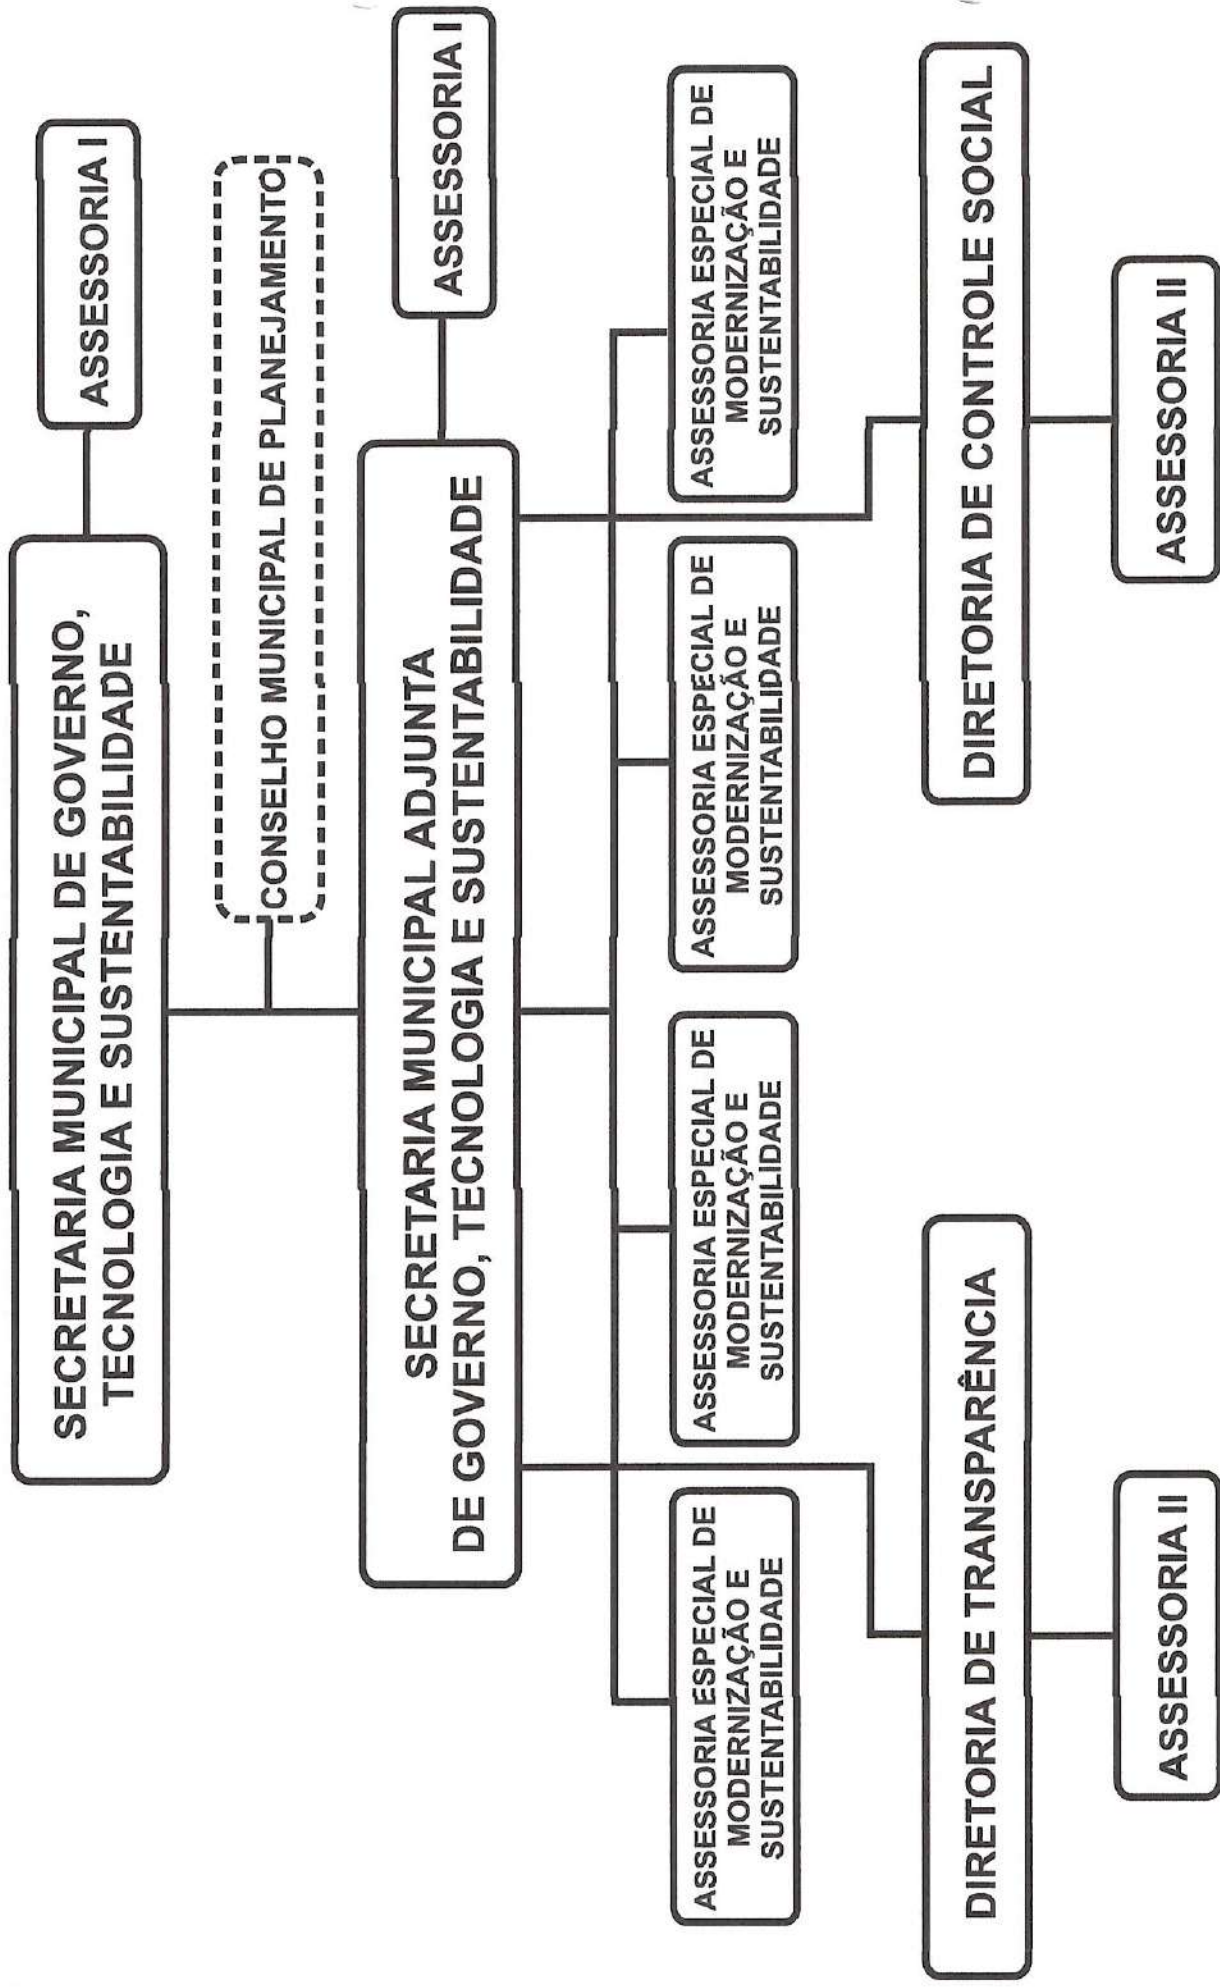 SECRETARIA MUNICIPAL DE GOVERNO,
TECNOLOGIA E SUSTENTABILIDADE
ASSESSORIA I
CONSELHO MUNICIPAL DE PLANEJAMENTO
SECRETARIA MUNICIPAL ADJUNTA
DE GOVERNO, TECNOLOGIA E SUSTENTABILIDADE
ASSESSORIA I
ASSESSORIA ESPECIAL DE
MODERNIZAÇÃO E
SUSTENTABILIDADE
ASSESSORIA ESPECIAL DE
MODERNIZAÇÃO E
SUSTENTABILIDADE
ASSESSORIA ESPECIAL DE
MODERNIZAÇÃO E
SUSTENTABILIDADE
ASSESSORIA ESPECIAL DE
MODERNIZAÇÃO E
SUSTENTABILIDADE
DIRETORIA DE TRANSPARÊNCIA
DIRETORIA DE CONTROLE SOCIAL
ASSESSORIA II
ASSESSORIA II